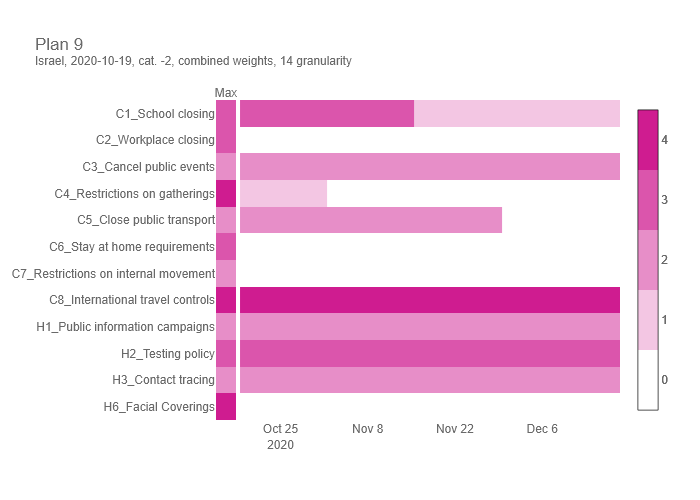 Plan 9
Israel, 2020-10-19, cat. -2, combined weights, 14 granularity
Max
C1_School closing
C2_Workplace closing
C3_Cancel public events
C4_Restrictions on gatherings
C5_Close public transport
C6_Stay at home requirements
C7_Restrictions on internal movement
C8_International travel controls
H1_Public information campaigns
H2_Testing policy
H3_Contact tracing
H6_Facial Coverings
Oct 25 Nov 8 Nov 22 Dec 6
2020
4
3
2
1
0